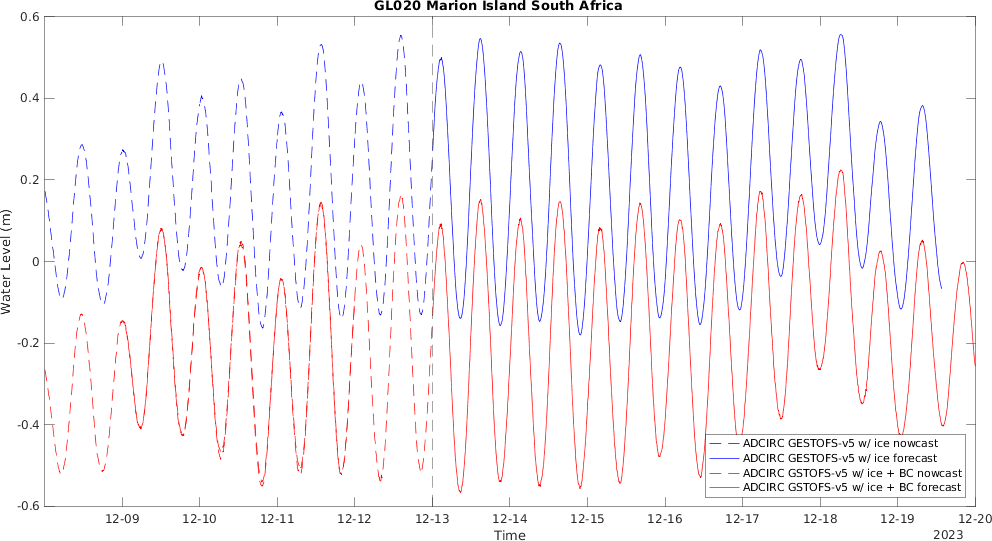 GL020 Marion Island South Africa
0.6
0.4
0.2
0
-0.2
-0.4
-0.6
Water Level (m)
12-09 12-10 12-11 12-12 12-13 12-14 12-15 12-16 12-17 12-18 12-19 12-20
Time
2023
ADCIRC GESTOFS-v5 w/ ice nowcast
ADCIRC GESTOFS-v5 w/ ice forecast
ADCIRC GSTOFS-v5 w/ ice + BC nowcast
ADCIRC GSTOFS-v5 w/ ice + BC forecast